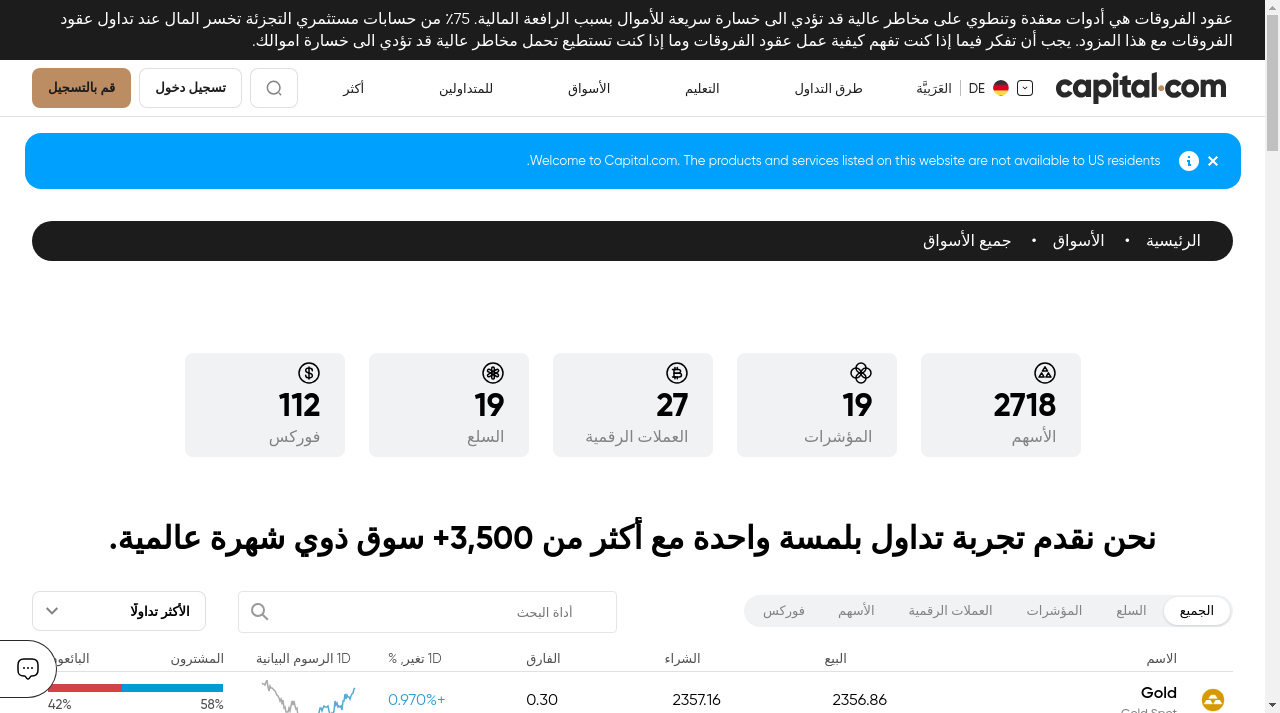 عقود الفروقات هي أدوات معقدة وتنطوي على مخاطر عالية قد تؤدي الى خسارة سريعة للأموال بسبب الرافعة المالية. 75٪ من حسابات مستثمري التجزئة تخسر المال عند تداول عقود
الفروقات مع هذا المزود. يجب أن تفكر فيما إذا كنت تفهم كيفية عمل عقود الفروقات وما إذا كنت تستطيع تحمل مخاطر عالية قد تؤدي الى خسارة اموالك.
capital.com
DE
العَرَبيَّة
طرق التداول
التعليم
الأسواق
للمتداولين
أكثر
تسجيل دخول
قم بالتسجيل
Welcome to Capital.com. The products and services listed on this website are not available to US residents.
الرئيسية • الأسواق • جميع الأسواق
2718
الأسهم
19
المؤشرات
27
العملات الرقمية
19
السلع
112
فوركس
نحن نقدم تجربة تداول بلمسة واحدة مع أكثر من 3,500+ سوق ذوي شهرة عالمية.
الجميع
السلع
المؤشرات
العملات الرقمية
الأسهم
فوركس
أداة البحث
الأكثر تداولًا
الاسم
البيع
الشراء
الفارق
1D تغير, %
1D الرسوم البيانية
المشترون
Gold
2356.86
2357.16
0.30
+0.970%
58%
42%